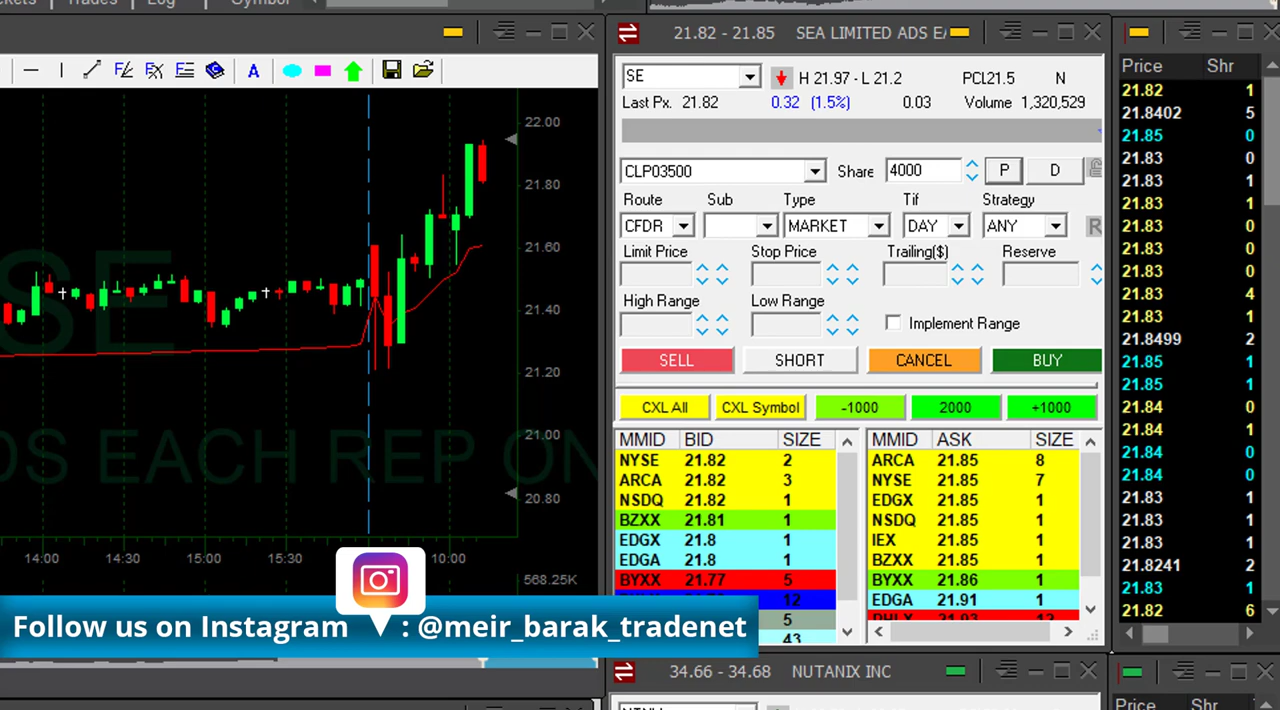 Trades
Log
Symbol
22.00
21.80
21.60
21.40
21.20
21.00
20.80
SE
DS EACH REP ON
14:00 14:30 15:00 15:30 10:00
568.25K
Follow us on Instagram : @meir_barak_tradenet
21.82 - 21.85 SEA LIMITED ADS EA
SE H 21.97 - L 21.2 PCL21.5 N
Last Px. 21.82 0.32 (1.5%) 0.03 Volume 1,320,529
CLP03500 Share 4000 P D
Route Sub Type Tif Strategy
CFDR MARKET DAY ANY R
Limit Price Stop Price Trailing($) Reserve
High Range Low Range
Implement Range
SELL SHORT CANCEL BUY
CXL All CXL Symbol -1000 2000 +1000
MMID BID SIZE MMID ASK SIZE
NYSE 21.82 2 ARCA 21.85 8
ARCA 21.82 3 NYSE 21.85 7
NSDQ 21.82 1 EDGX 21.85 1
BZXX 21.81 1 NSDQ 21.85 1
EDGX 21.8 1 IEX 21.85 1
EDGA 21.8 1 BZXX 21.85 1
BYXX 21.77 5 BYXX 21.86 1
12 EDGA 21.91 1
5
43
34.66 - 34.68 NUTANIX INC
Price Shr
21.82 1
21.8402 5
21.85 0
21.83 0
21.83 1
21.83 1
21.83 0
21.83 0
21.83 0
21.83 4
21.83 1
21.8499 2
21.85 1
21.85 1
21.84 0
21.84 1
21.84 0
21.84 0
21.83 1
21.83 1
21.83 1
21.8241 2
21.83 1
21.82 6
Price Shr